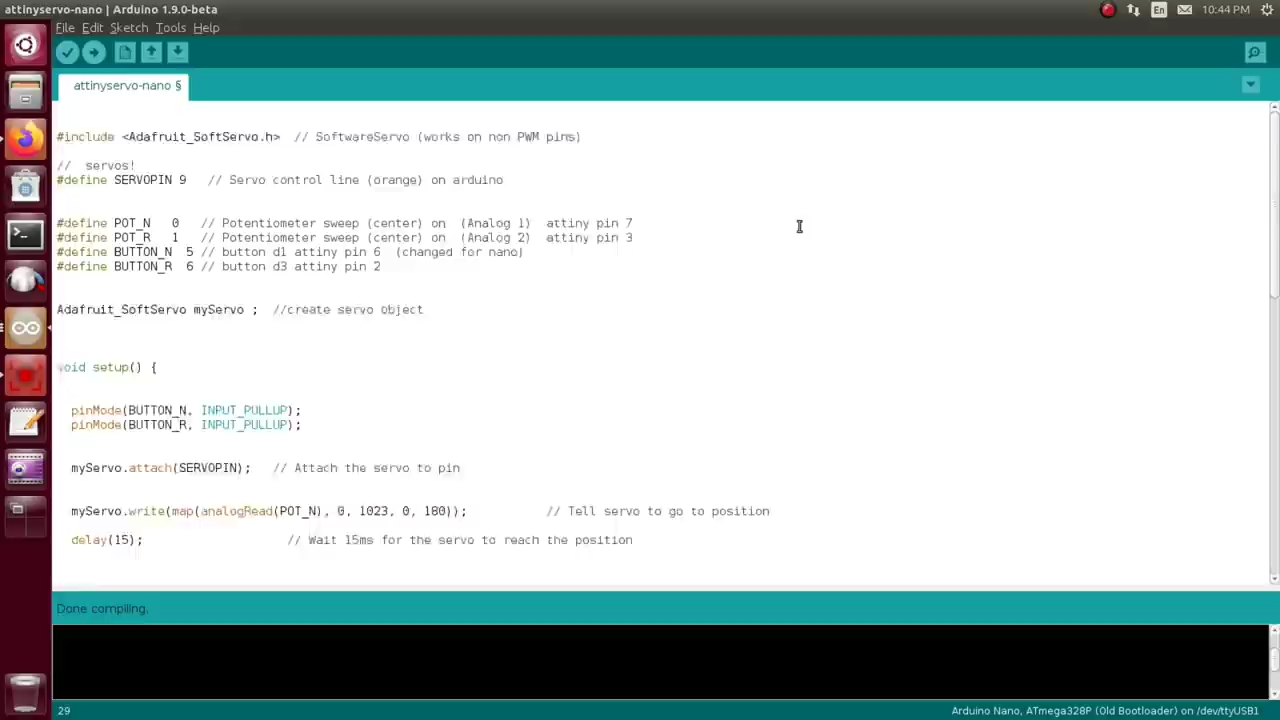 attinyservo-nano | Arduino 1.9.0-beta
En
10:44 PM
File Edit Sketch Tools Help
attinyservo-nano §
#include <Adafruit_SoftServo.h>  // SoftwareServo (works on non PWM pins)
//  servos!
#define SERVOPIN 9   // Servo control line (orange) on arduino
#define POT_N   0   // Potentiometer sweep (center) on  (Analog 1)  attiny pin 7
#define POT_R   1   // Potentiometer sweep (center) on  (Analog 2)  attiny pin 3
#define BUTTON_N  5 // button d1 attiny pin 6  (changed for nano)
#define BUTTON_R  6 // button d3 attiny pin 2
Adafruit_SoftServo myServo ;  //create servo object
void setup() {
pinMode(BUTTON_N, INPUT_PULLUP);
pinMode(BUTTON_R, INPUT_PULLUP);
myServo.attach(SERVOPIN);   // Attach the servo to pin
myServo.write(map(analogRead(POT_N), 0, 1023, 0, 180));           // Tell servo to go to position
delay(15);                    // Wait 15ms for the servo to reach the position
Done compiling.
29
Arduino Nano, ATmega328P (Old Bootloader) on /dev/ttyUSB1